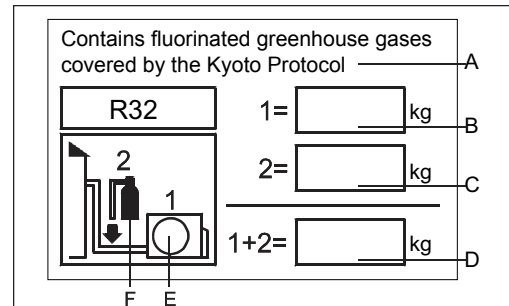 Contains fluorinated greenhouse gases
covered by the Kyoto Protocol
A
R32
1= kg
B
2
1
2= kg
C
1+2= kg
D
F E